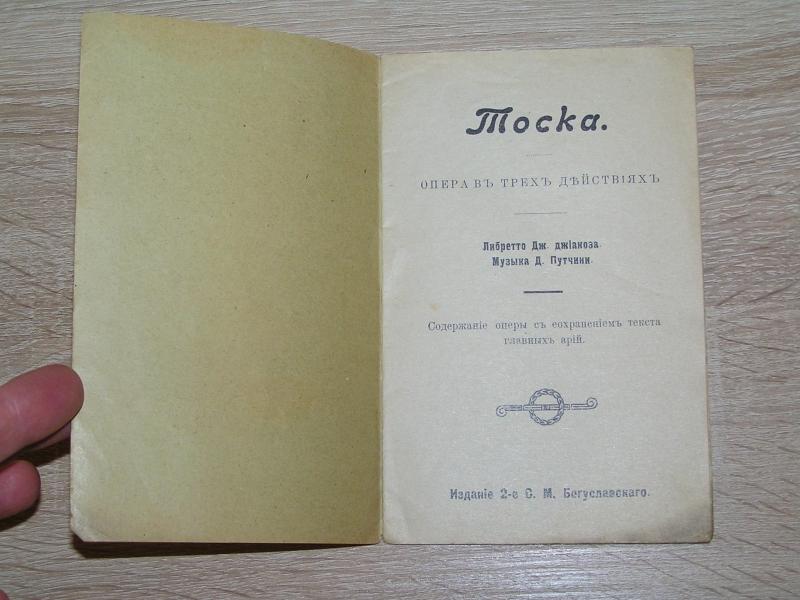 Тоска.
ОПЕРА ВЪ ТРЕХЪ ДѢЙСТВІЯХЪ
Либретто Дж. джіакоза.
Музыка Д. Путчини.
Содержаніе оперы съ еохраненіемъ текста
главныхъ арій.
Изданіе 2-е С. М. Богуславскаго.